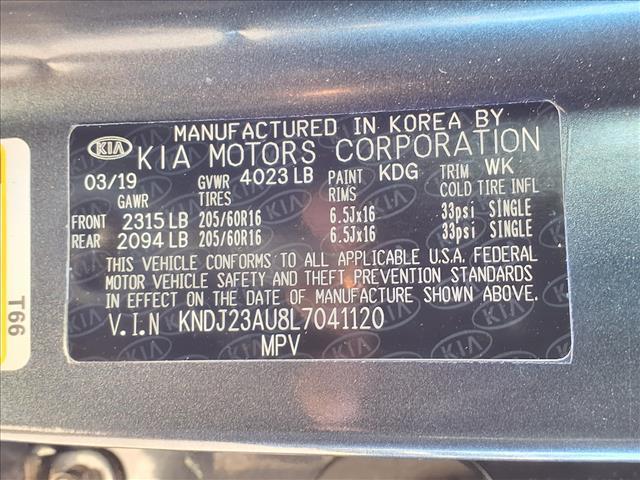 MANUFACTURED IN KOREA BY
KIA KIA MOTORS CORPORATION
03/19 GVWR 4023 LB PAINT KDG TRIM WK
GAWR TIRES RIMS COLD TIRE INFL
FRONT 2315 LB 205/60R16 6.5Jx16 33psi SINGLE
REAR 2094 LB 205/60R16 6.5Jx16 33psi SINGLE
THIS VEHICLE CONFORMS TO ALL APPLICABLE U.S.A. FEDERAL
MOTOR VEHICLE SAFETY AND THEFT PREVENTION STANDARDS
IN EFFECT ON THE DATE OF MANUFACTURE SHOWN ABOVE.
V.I.N KNDJ23AU8L7041120
MPV
T66